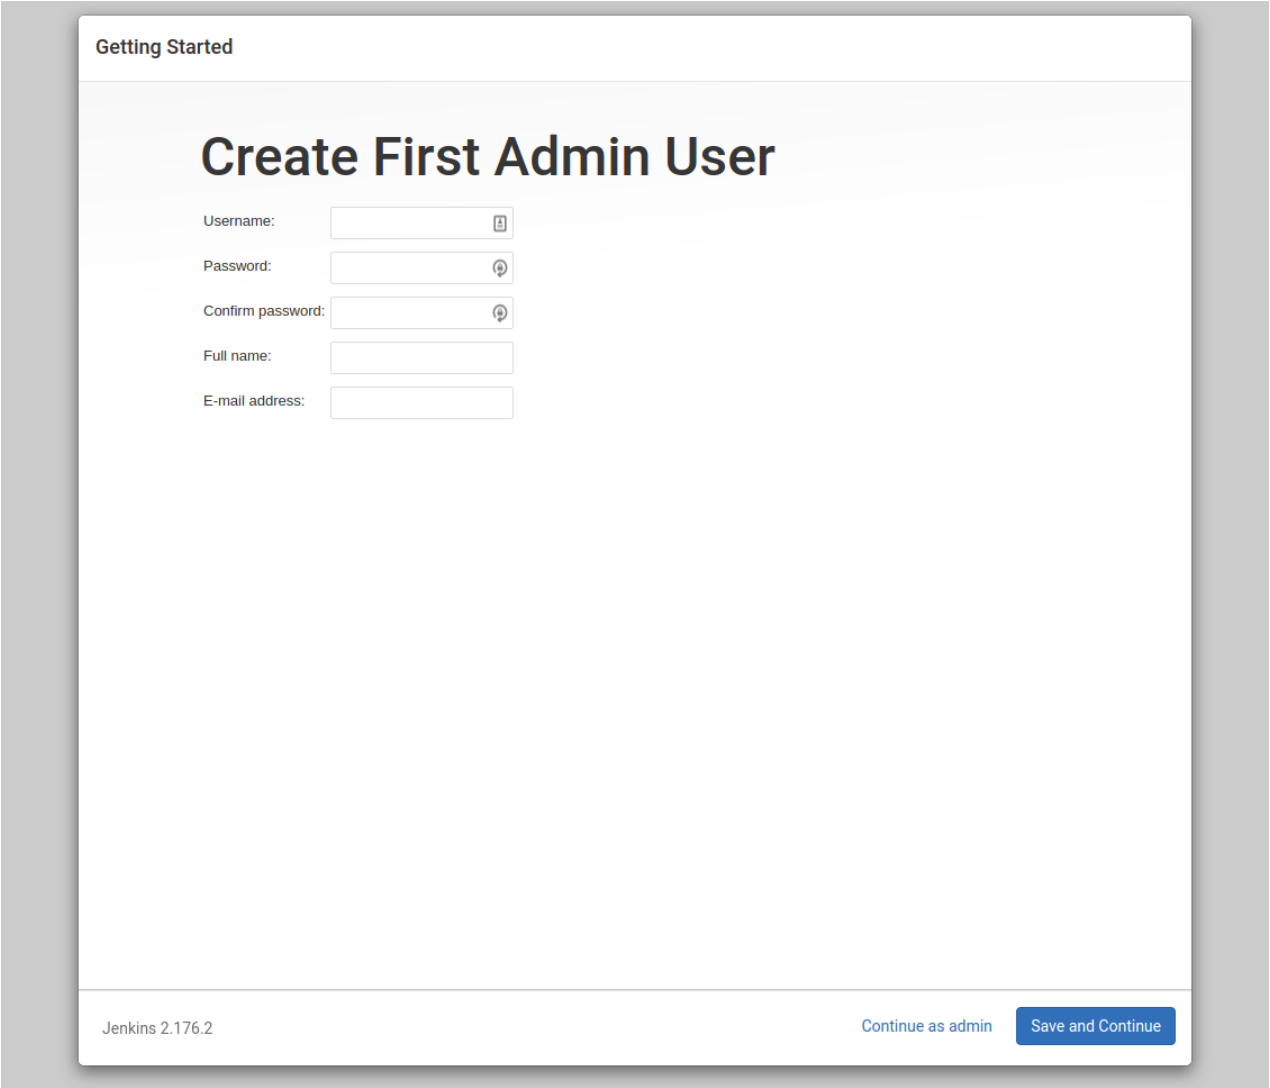 Getting Started
Create First Admin User
Username:
Password:
Confirm password:
Full name:
E-mail address:
Jenkins 2.176.2
Continue as admin
Save and Continue